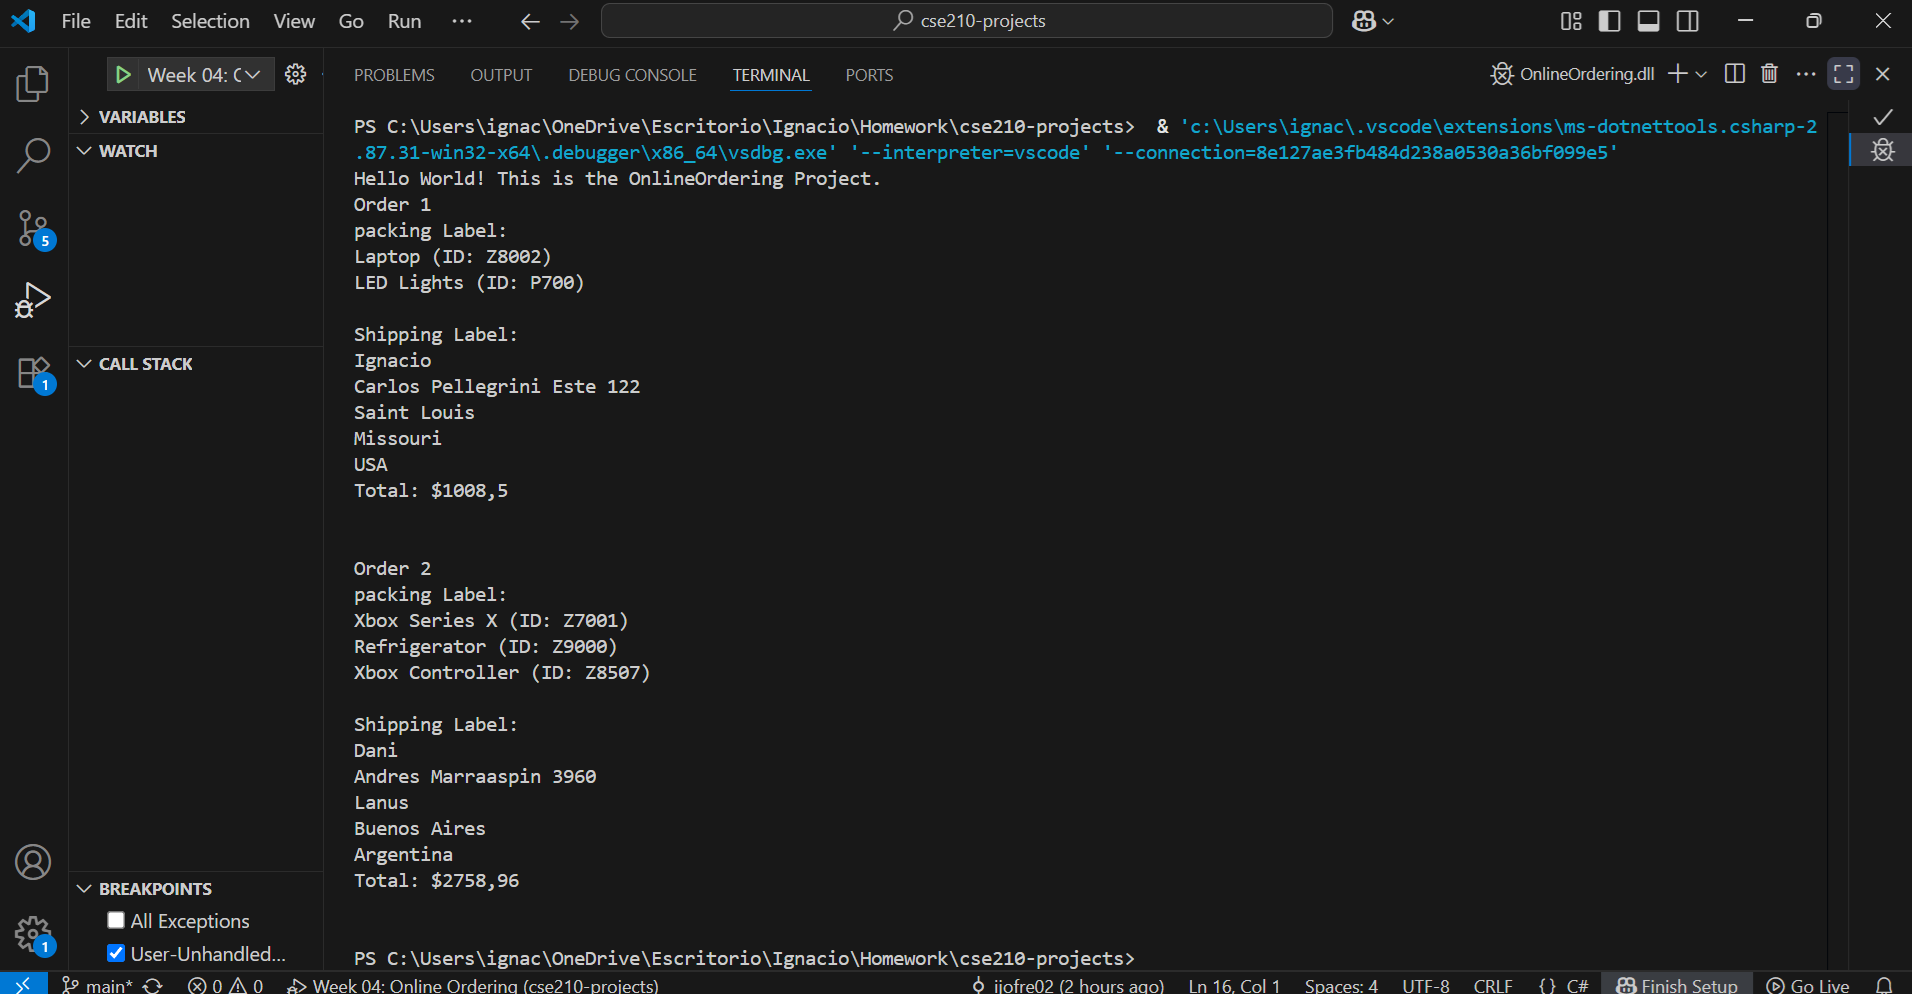 File Edit Selection View Go Run ··· cse210-projects
Week 04: C
PROBLEMS OUTPUT DEBUG CONSOLE TERMINAL PORTS OnlineOrdering.dll
VARIABLES
WATCH
CALL STACK
BREAKPOINTS
All Exceptions
User-Unhandled...
5
1
1
PS C:\Users\ignac\OneDrive\Escritorio\Ignacio\Homework\cse210-projects>  & 'c:\Users\ignac\.vscode\extensions\ms-dotnettools.csharp-2
.87.31-win32-x64\.debugger\x86_64\vsdbg.exe' '--interpreter=vscode' '--connection=8e127ae3fb484d238a0530a36bf099e5'
Hello World! This is the OnlineOrdering Project.
Order 1
packing Label:
Laptop (ID: Z8002)
LED Lights (ID: P700)
Shipping Label:
Ignacio
Carlos Pellegrini Este 122
Saint Louis
Missouri
USA
Total: $1008,5
Order 2
packing Label:
Xbox Series X (ID: Z7001)
Refrigerator (ID: Z9000)
Xbox Controller (ID: Z8507)
Shipping Label:
Dani
Andres Marraaspin 3960
Lanus
Buenos Aires
Argentina
Total: $2758,96
PS C:\Users\ignac\OneDrive\Escritorio\Ignacio\Homework\cse210-projects>
main* 0 0 Week 04: Online Ordering (cse210-projects) ijofre02 (2 hours ago) Ln 16, Col 1 Spaces: 4 UTF-8 CRLF {} C# Finish Setup Go Live